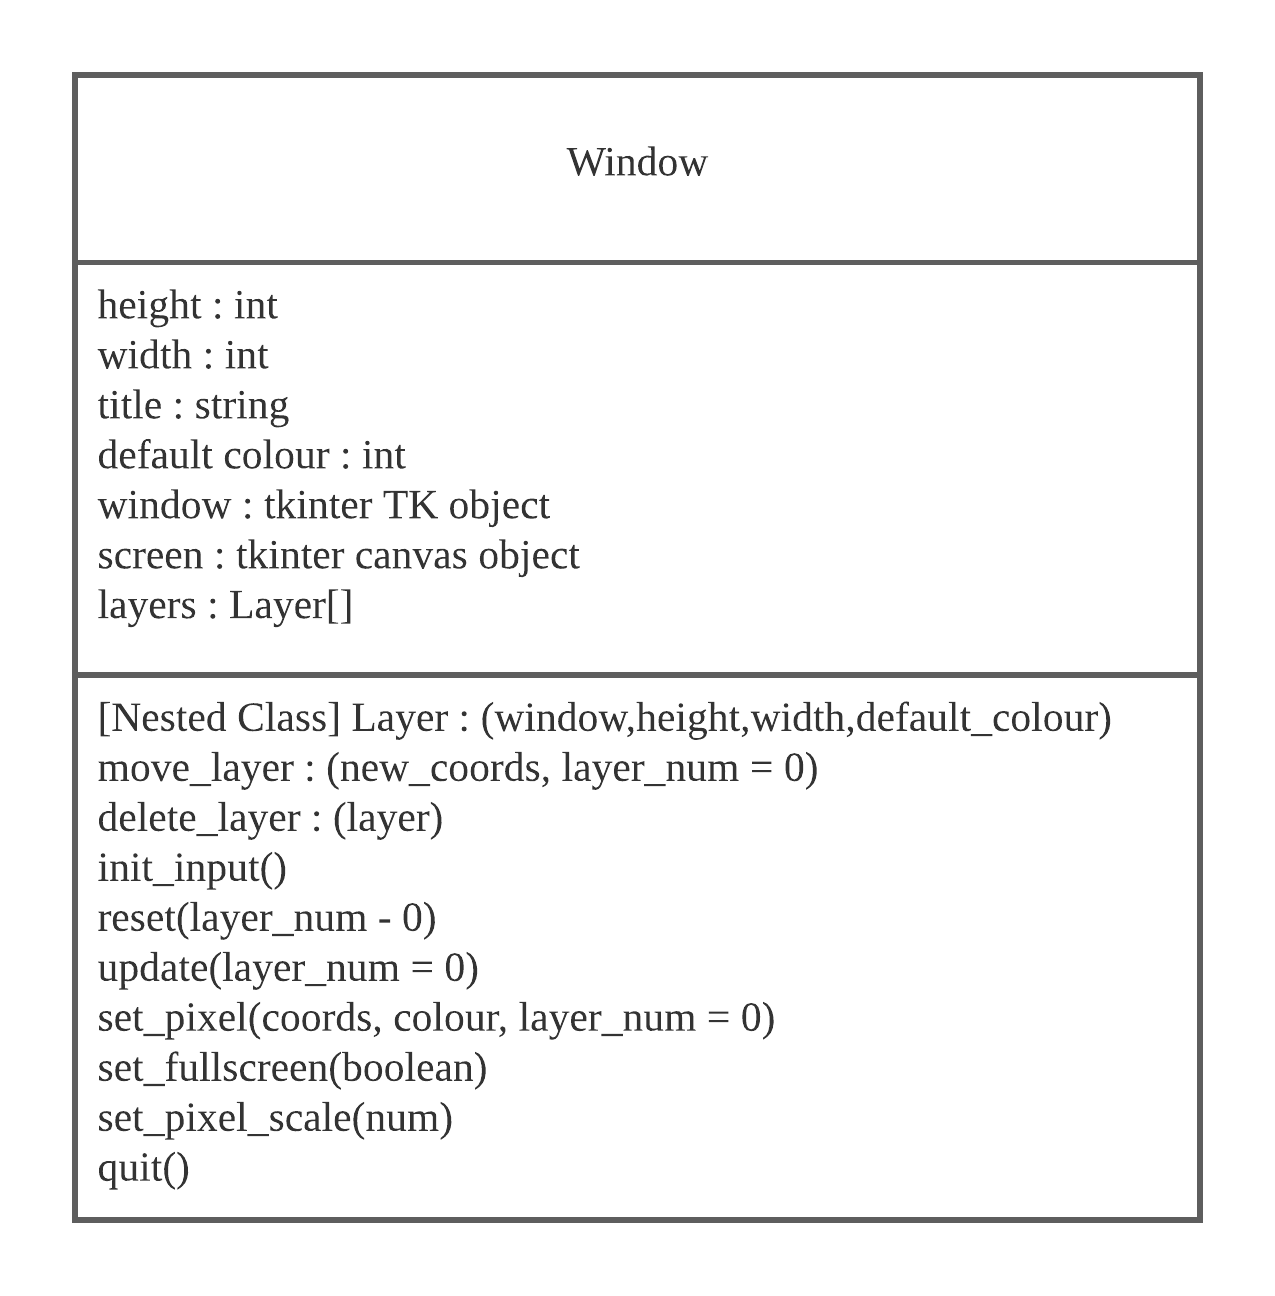 Window
height : int
width : int
title : string
default colour : int
window : tkinter TK object
screen : tkinter canvas object
layers : Layer[]
[Nested Class] Layer : (window,height,width,default_colour)
move_layer : (new_coords, layer_num = 0)
delete_layer : (layer)
init_input()
reset(layer_num - 0)
update(layer_num = 0)
set_pixel(coords, colour, layer_num = 0)
set_fullscreen(boolean)
set_pixel_scale(num)
quit()